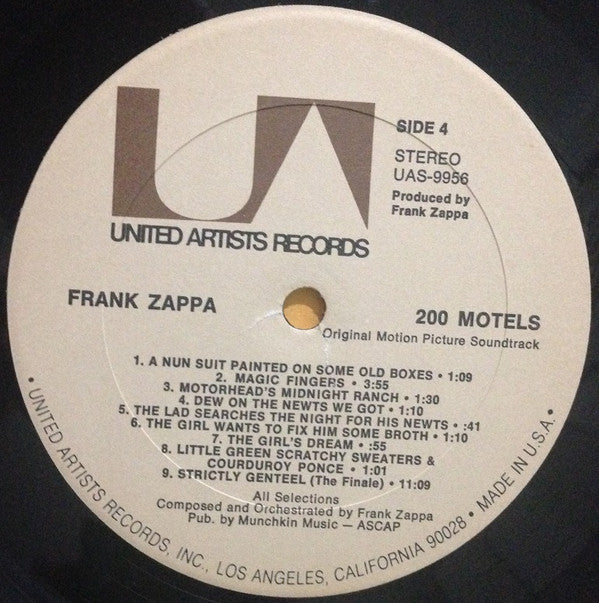 UA
SIDE 4
STEREO
UAS-9956
Produced by
Frank Zappa
UNITED ARTISTS RECORDS
FRANK ZAPPA
200 MOTELS
Original Motion Picture Soundtrack
1. A NUN SUIT PAINTED ON SOME OLD BOXES • 1:09
2. MAGIC FINGERS • 3:55
3. MOTORHEAD'S MIDNIGHT RANCH • 1:30
4. DEW ON THE NEWTS WE GOT • 1:10
5. THE LAD SEARCHES THE NIGHT FOR HIS NEWTS • :41
6. THE GIRL WANTS TO FIX HIM SOME BROTH • 1:10
7. THE GIRL'S DREAM • :55
8. LITTLE GREEN SCRATCHY SWEATERS &
COURDUROY PONCE • 1:01
9. STRICTLY GENTEEL (The Finale) • 11:09
All Selections
Composed and Orchestrated by Frank Zappa
Pub. by Munchkin Music — ASCAP
• UNITED ARTISTS RECORDS, INC., LOS ANGELES, CALIFORNIA 90028 • MADE IN U.S.A. •